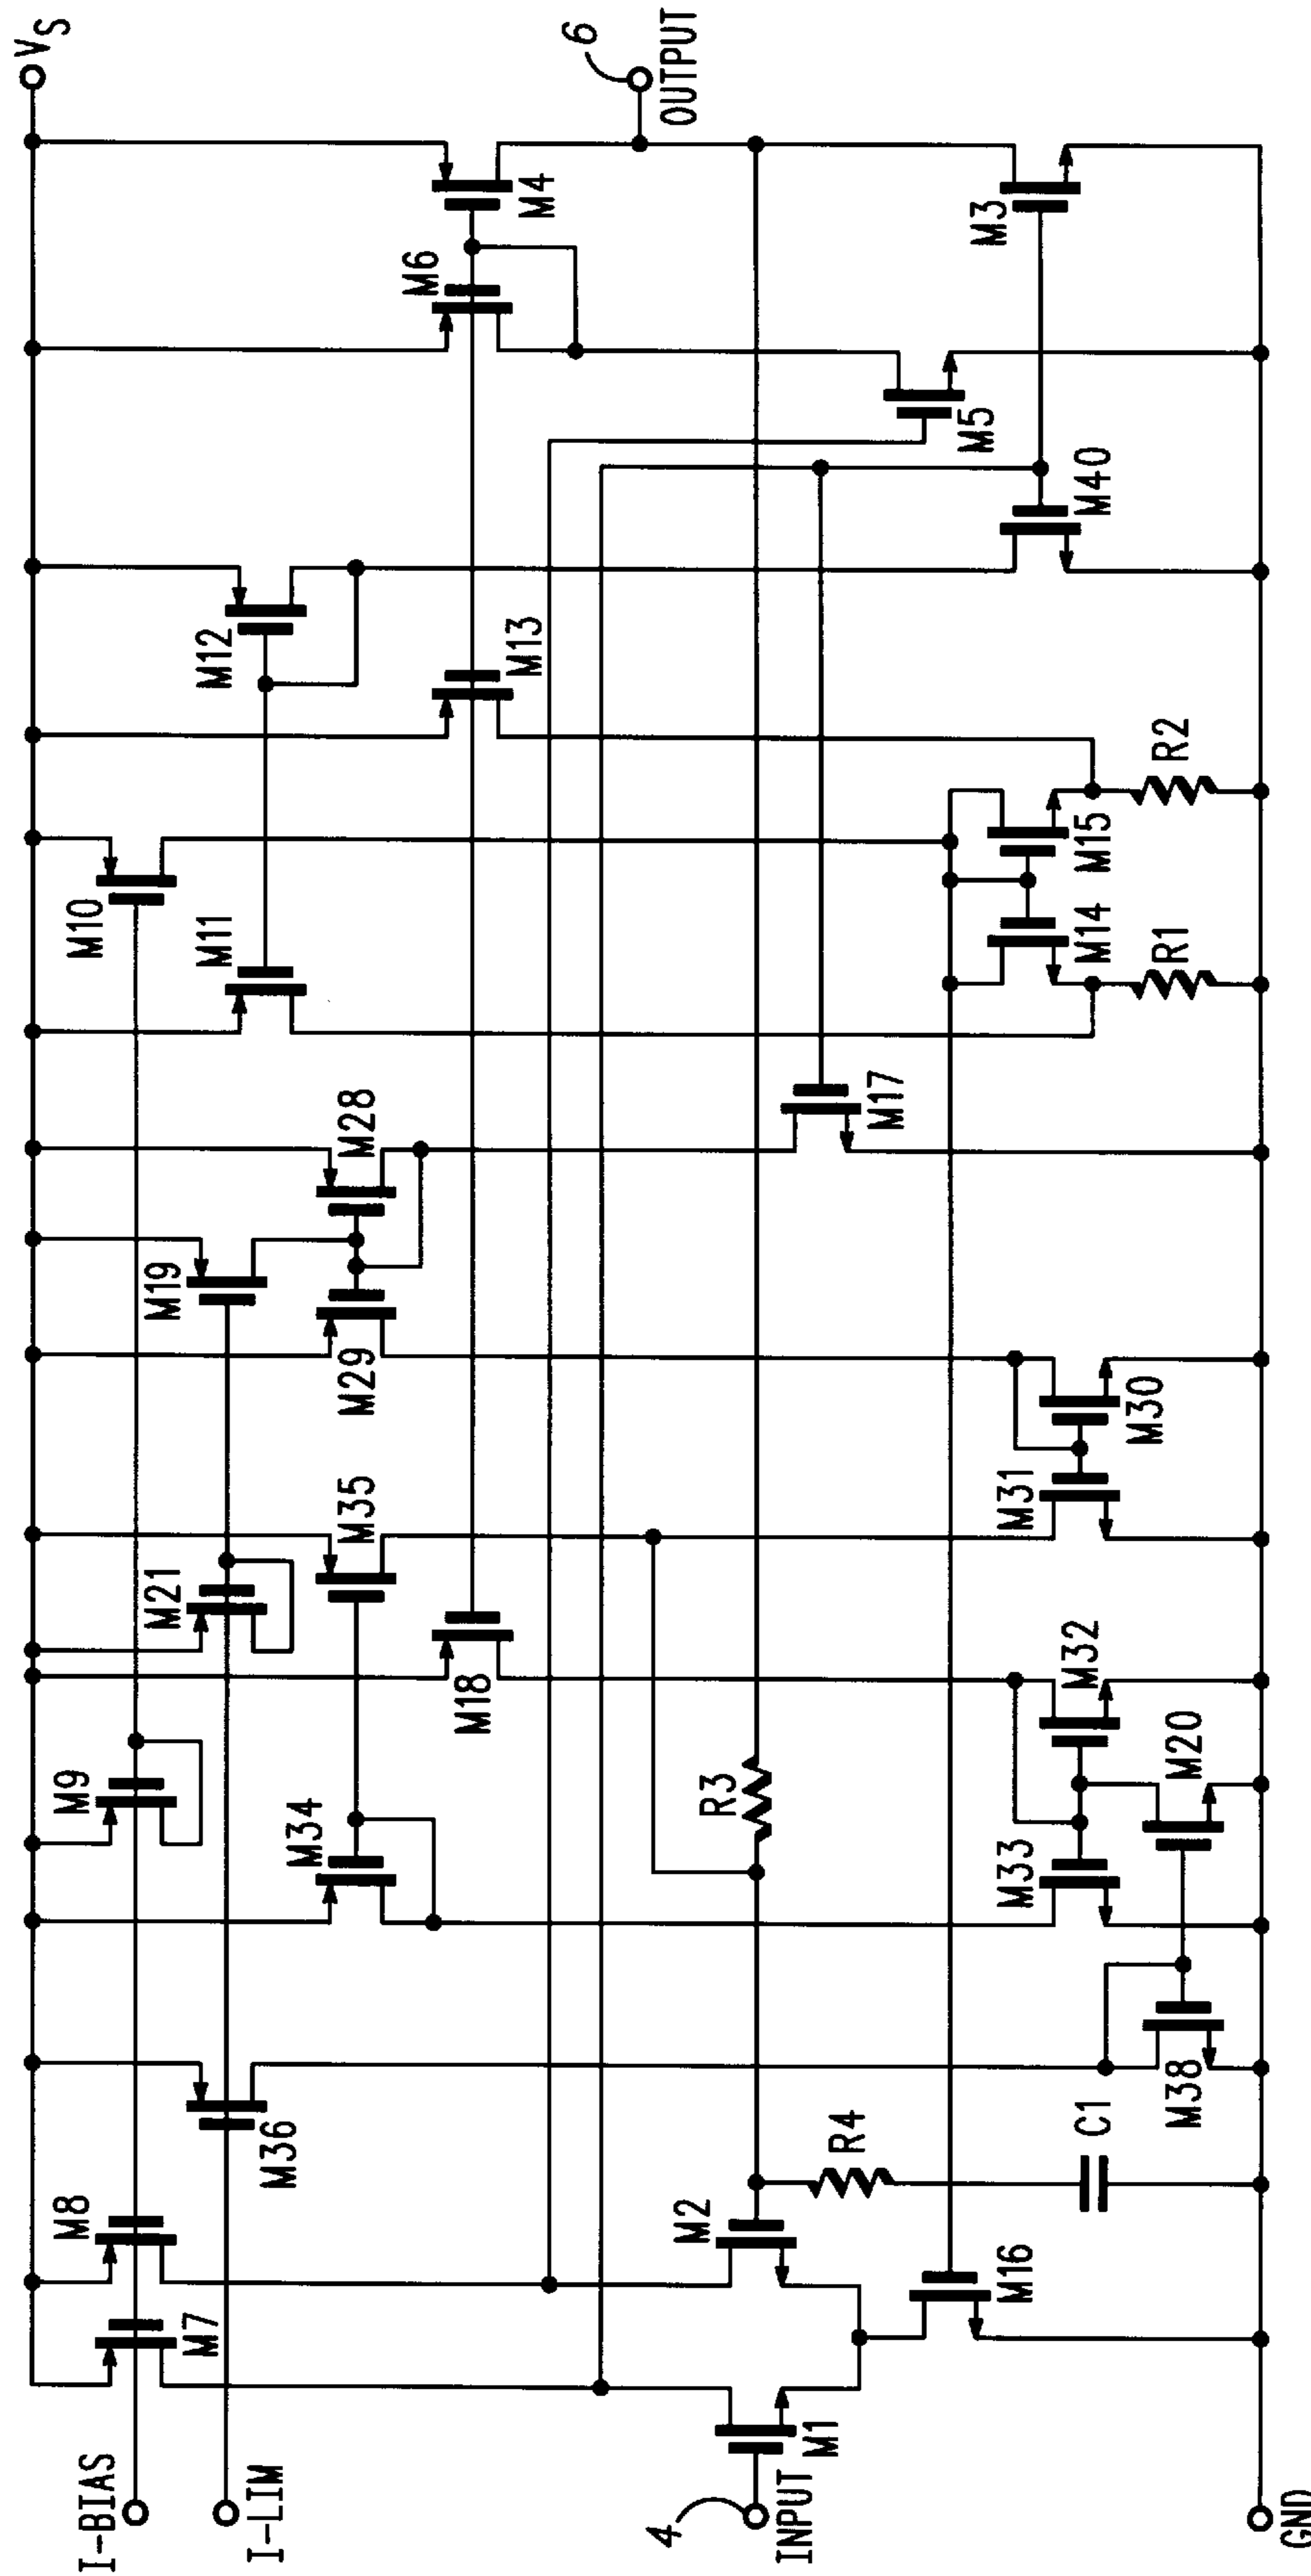 I-BIAS
I-LIM
4
INPUT
GND
M7
M8
M1
M2
M16
M36
R4
C1
M38
M34
M9
M33
M20
M32
R3
M18
M21
M35
M31
M30
M29
M19
M28
M17
M11
M10
M14
M15
R1
R2
M13
M12
M40
M5
M6
M4
M3
6
OUTPUT
VS